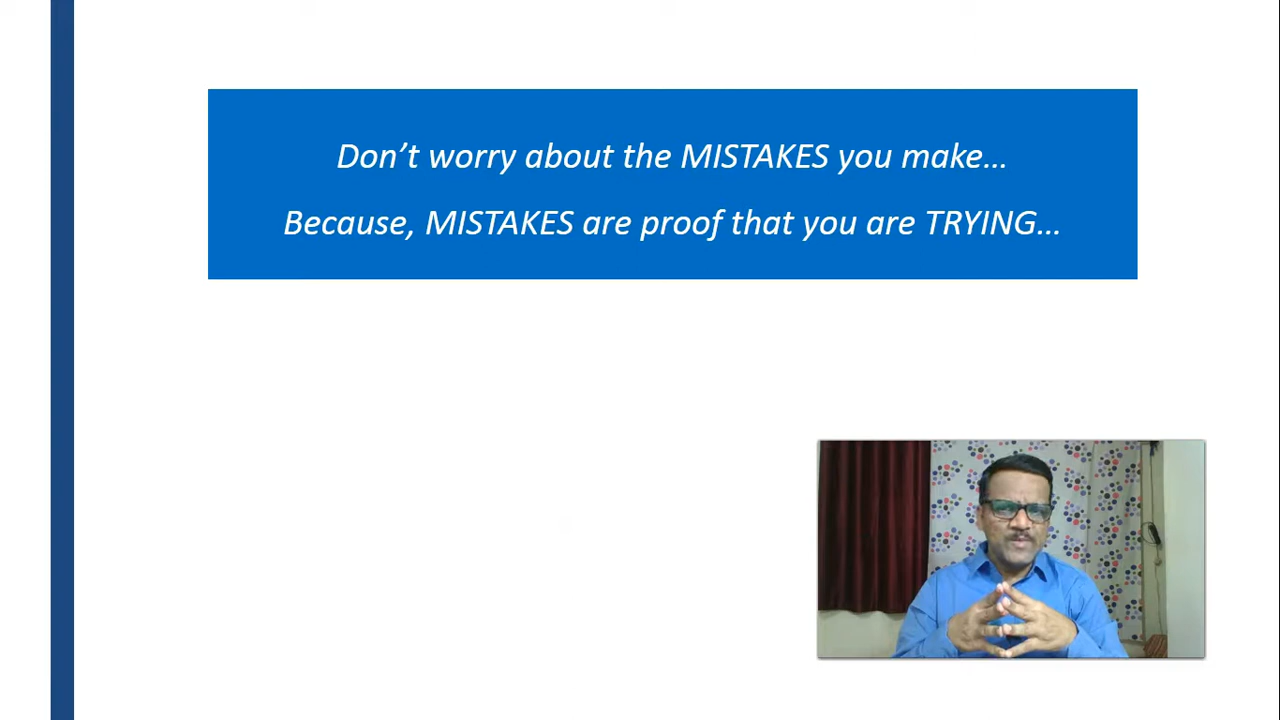 Don’t worry about the MISTAKES you make…
Because, MISTAKES are proof that you are TRYING…